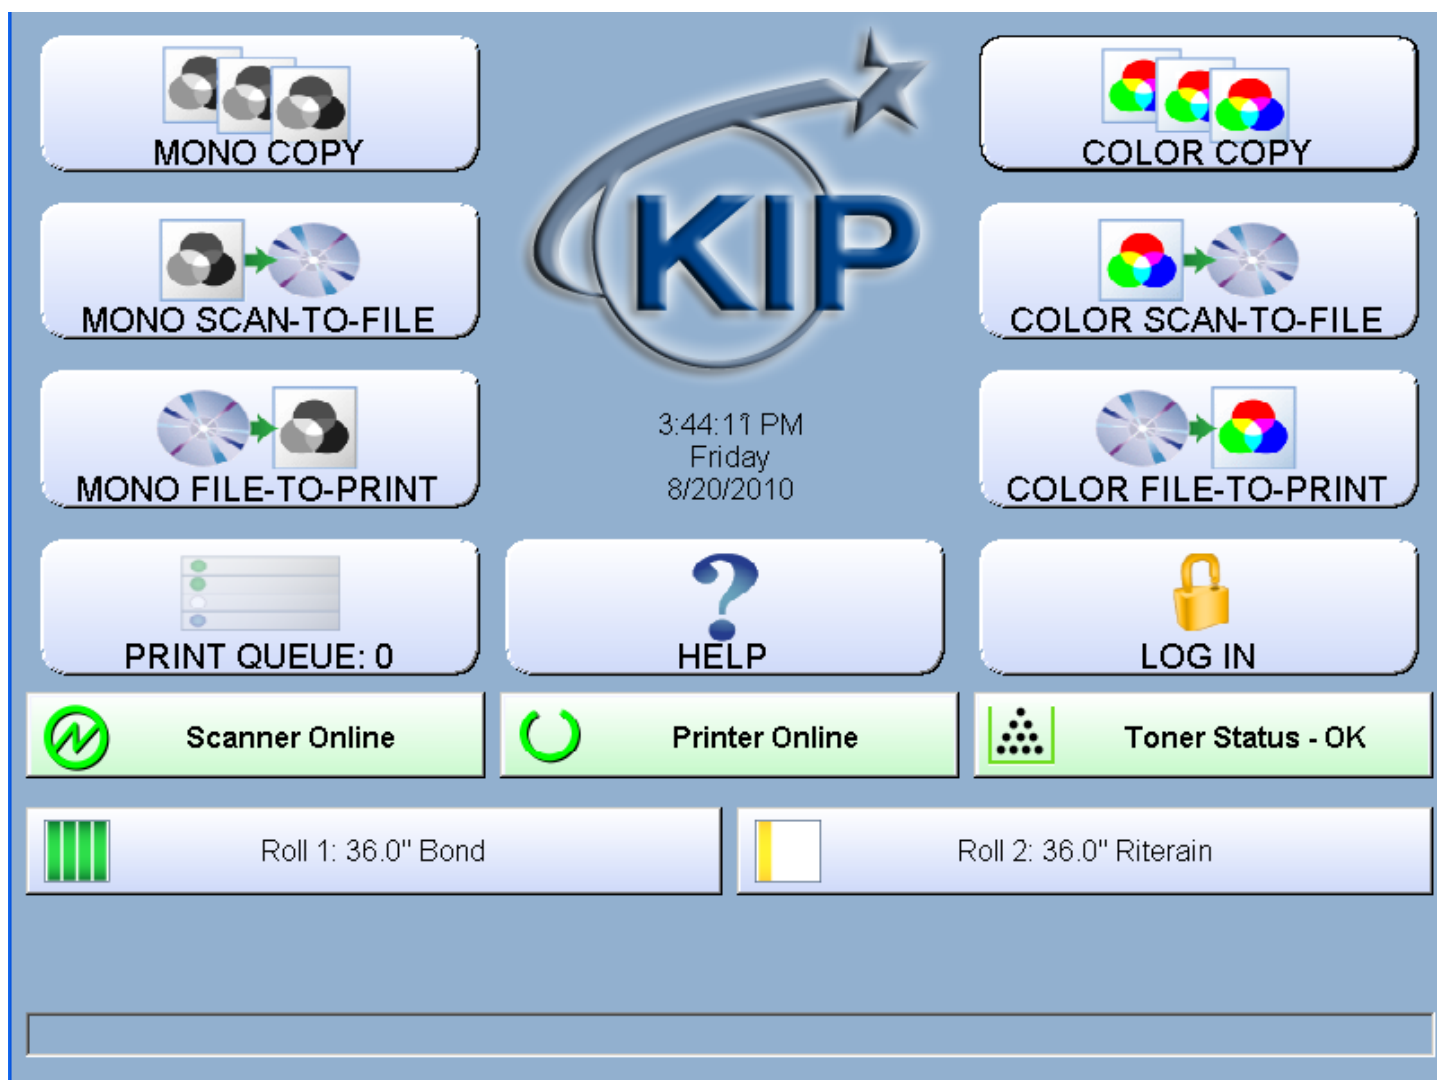 MONO COPY
KIP
COLOR COPY
MONO SCAN-TO-FILE
COLOR SCAN-TO-FILE
MONO FILE-TO-PRINT
3:44:11 PM
Friday
8/20/2010
COLOR FILE-TO-PRINT
PRINT QUEUE: 0
HELP
LOG IN
Scanner Online
Printer Online
Toner Status - OK
Roll 1: 36.0" Bond
Roll 2: 36.0" Riterain